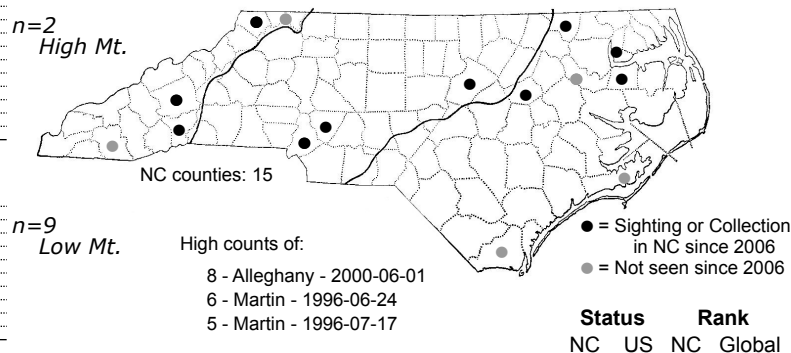 n=2
High Mt.
NC counties: 15
n=9
Low Mt.
High counts of:
8 - Alleghany - 2000-06-01
6 - Martin - 1996-06-24
5 - Martin - 1996-07-17
● = Sighting or Collection
in NC since 2006
● = Not seen since 2006
Status Rank
NC US NC Global